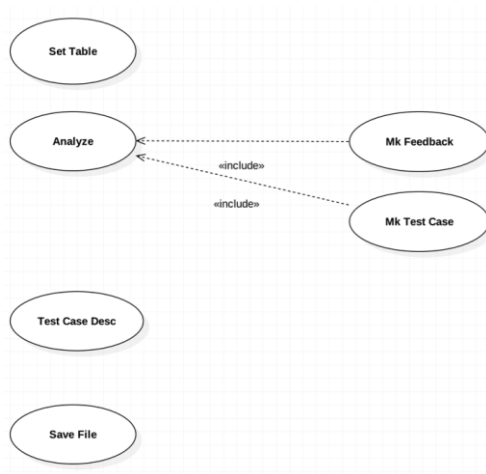 Set Table
Analyze
Mk Feedback
«include»
Mk Test Case
«include»
Test Case Desc
Save File